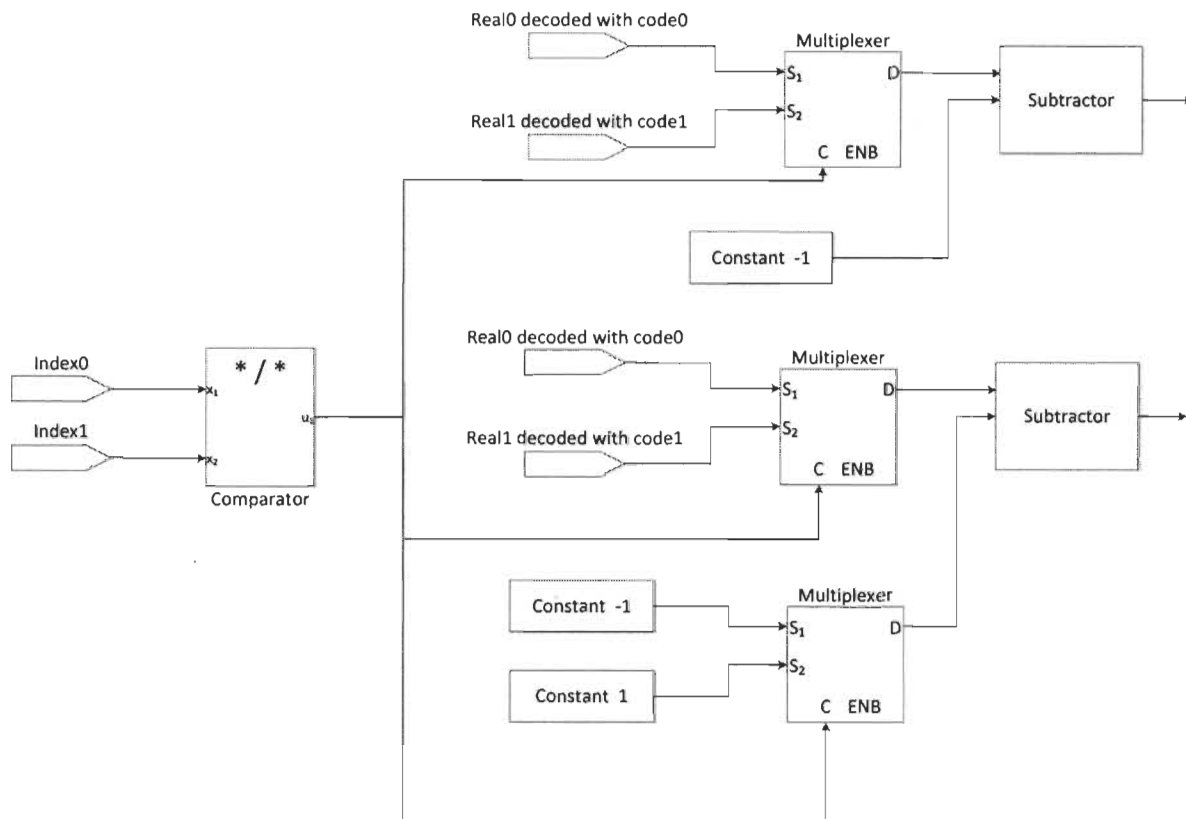 Real0 decoded with code0
Multiplexer
S1
D
S2
Real1 decoded with code1
C ENB
Subtractor
Constant -1
Index0
Index1
* / *
x1
x2
Comparator
Real0 decoded with code0
Multiplexer
S1
D
S2
Real1 decoded with code1
C ENB
Subtractor
Constant -1
Constant 1
Multiplexer
S1
D
S2
C ENB